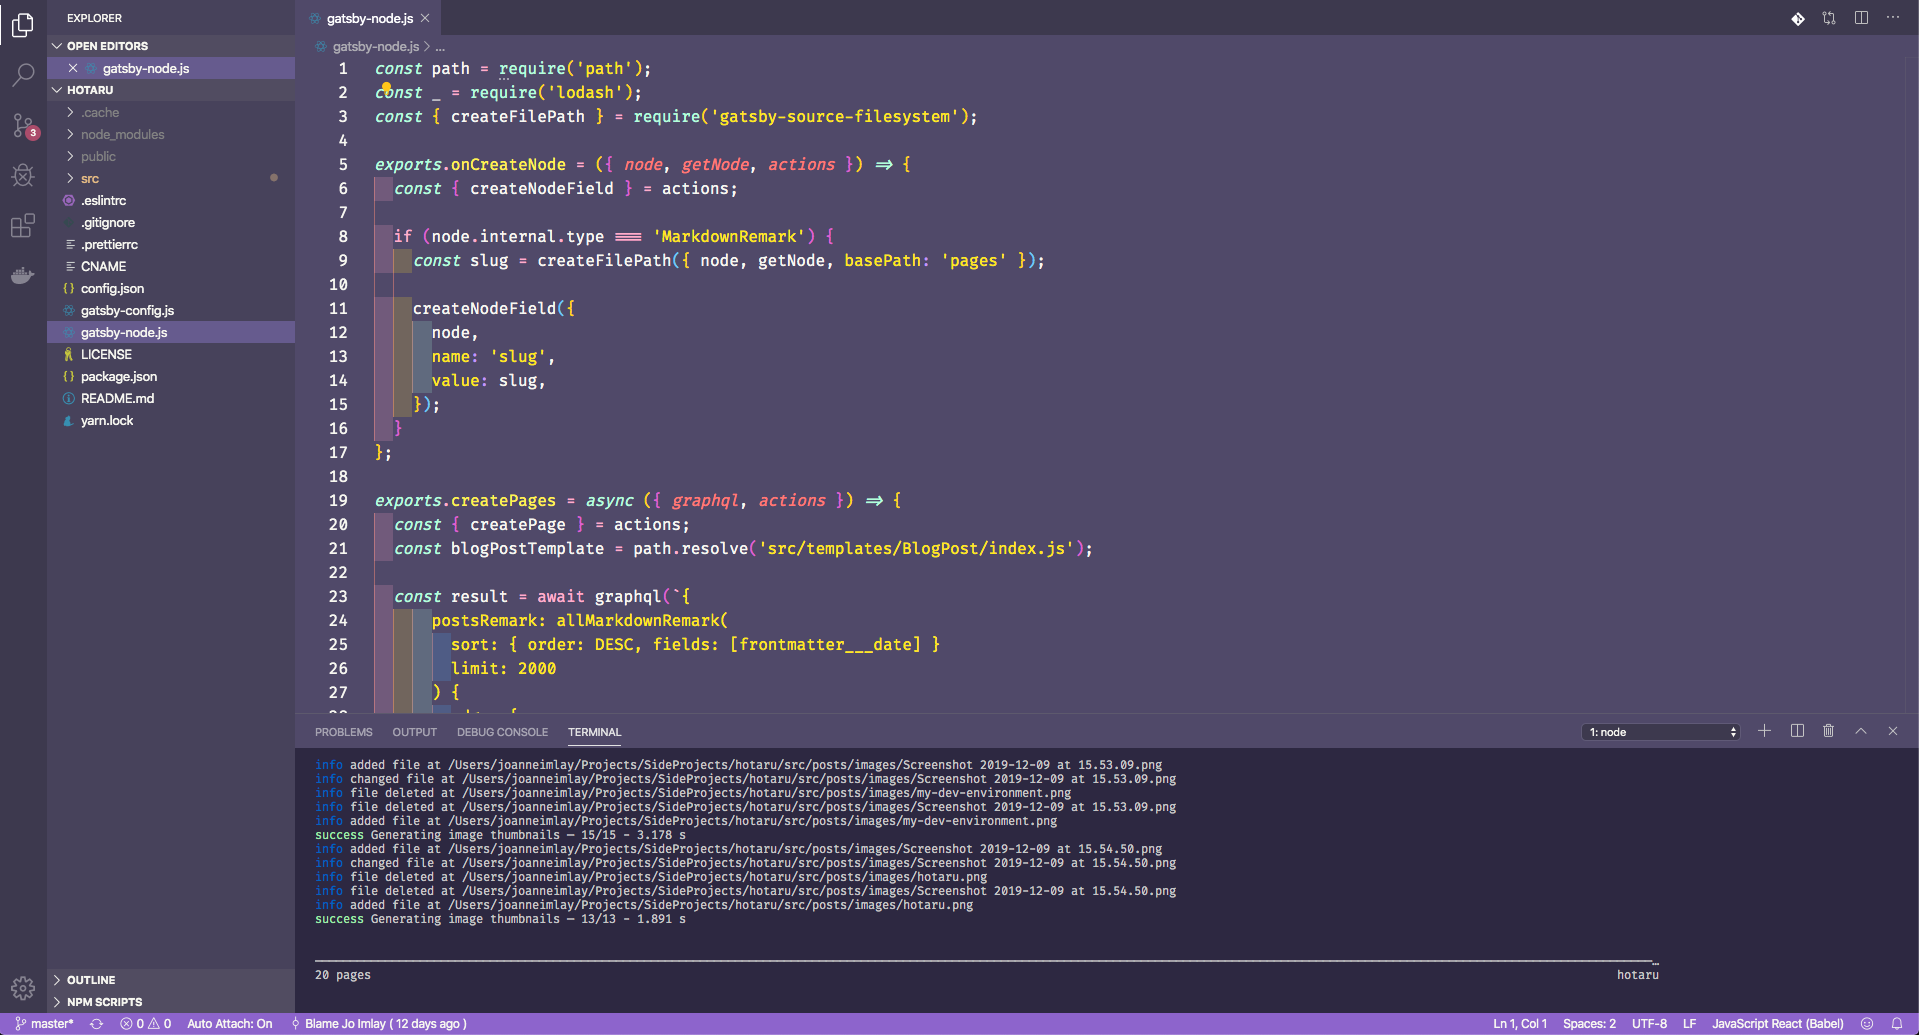 EXPLORER
OPEN EDITORS
gatsby-node.js
HOTARU
.cache
node_modules
public
src
.eslintrc
.gitignore
.prettierrc
CNAME
config.json
gatsby-config.js
gatsby-node.js
LICENSE
package.json
README.md
yarn.lock
OUTLINE
NPM SCRIPTS
3
gatsby-node.js
gatsby-node.js > ...
1 const path = require('path');
2 const _ = require('lodash');
3 const { createFilePath } = require('gatsby-source-filesystem');
4
5 exports.onCreateNode = ({ node, getNode, actions }) => {
6 const { createNodeField } = actions;
7
8 if (node.internal.type === 'MarkdownRemark') {
9 const slug = createFilePath({ node, getNode, basePath: 'pages' });
10
11 createNodeField({
12 node,
13 name: 'slug',
14 value: slug,
15 });
16 }
17 };
18
19 exports.createPages = async ({ graphql, actions }) => {
20 const { createPage } = actions;
21 const blogPostTemplate = path.resolve('src/templates/BlogPost/index.js');
22
23 const result = await graphql(`{
24 postsRemark: allMarkdownRemark(
25 sort: { order: DESC, fields: [frontmatter___date] }
26 limit: 2000
27 ) {
PROBLEMS OUTPUT DEBUG CONSOLE TERMINAL 1: node
info added file at /Users/joanneimlay/Projects/SideProjects/hotaru/src/posts/images/Screenshot 2019-12-09 at 15.53.09.png
info changed file at /Users/joanneimlay/Projects/SideProjects/hotaru/src/posts/images/Screenshot 2019-12-09 at 15.53.09.png
info file deleted at /Users/joanneimlay/Projects/SideProjects/hotaru/src/posts/images/my-dev-environment.png
info file deleted at /Users/joanneimlay/Projects/SideProjects/hotaru/src/posts/images/Screenshot 2019-12-09 at 15.53.09.png
info added file at /Users/joanneimlay/Projects/SideProjects/hotaru/src/posts/images/my-dev-environment.png
success Generating image thumbnails — 15/15 - 3.178 s
info added file at /Users/joanneimlay/Projects/SideProjects/hotaru/src/posts/images/Screenshot 2019-12-09 at 15.54.50.png
info changed file at /Users/joanneimlay/Projects/SideProjects/hotaru/src/posts/images/Screenshot 2019-12-09 at 15.54.50.png
info file deleted at /Users/joanneimlay/Projects/SideProjects/hotaru/src/posts/images/hotaru.png
info file deleted at /Users/joanneimlay/Projects/SideProjects/hotaru/src/posts/images/Screenshot 2019-12-09 at 15.54.50.png
info added file at /Users/joanneimlay/Projects/SideProjects/hotaru/src/posts/images/hotaru.png
success Generating image thumbnails — 13/13 - 1.891 s
20 pages hotaru
master* 0 0 Auto Attach: On Blame Jo Imlay ( 12 days ago ) Ln 1, Col 1 Spaces: 2 UTF-8 LF JavaScript React (Babel)